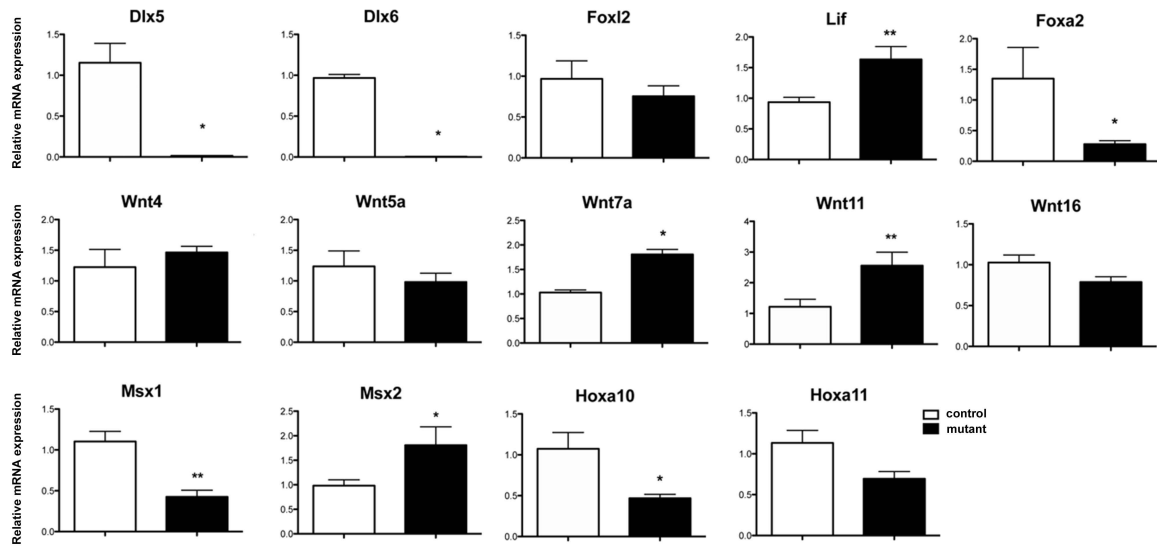 Dlx5 Dlx6 Foxl2 Lif Foxa2
Relative mRNA expression
1.5 1.5 1.5 2.0 2.0
1.0 1.0 1.0 1.5 1.5
0.5 0.5 0.5 1.0 1.0
0.0 0.0 0.0 0.5 0.5
0.0 0.0
* * ** *
Wnt4 Wnt5a Wnt7a Wnt11 Wnt16
Relative mRNA expression
2.0 2.0 2.5 4 1.5
1.5 1.5 2.0 3 1.0
1.0 1.0 1.5 2 0.5
0.5 0.5 1.0 1 0.0
0.0 0.0 0.5 0
0.0
* **
Msx1 Msx2 Hoxa10 Hoxa11
Relative mRNA expression
1.5 2.5 1.5 1.5
1.0 2.0 1.0 1.0
0.5 1.5 0.5 0.5
0.0 1.0 0.0 0.0
0.5
0.0
** * *
control
mutant